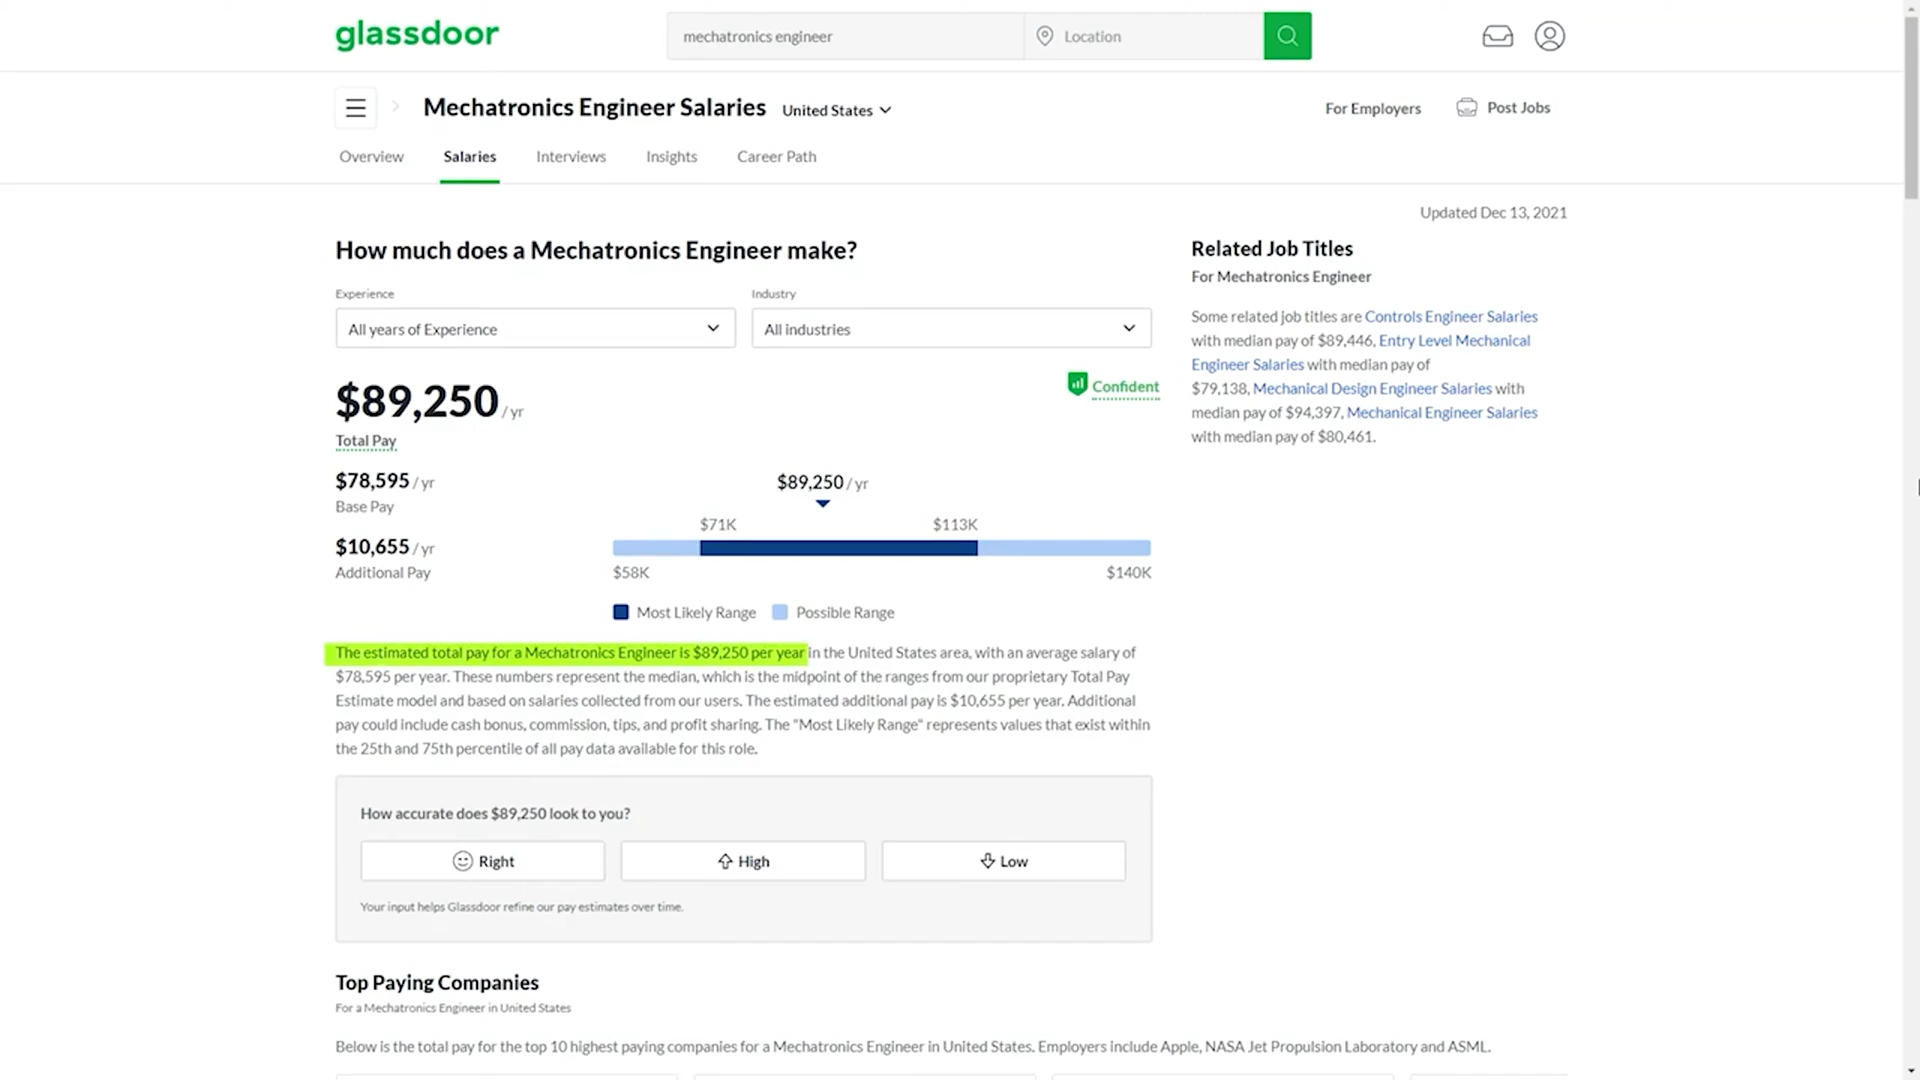 glassdoor
mechatronics engineer
Location
Mechatronics Engineer Salaries
United States
For Employers
Post Jobs
Overview
Salaries
Interviews
Insights
Career Path
Updated Dec 13, 2021
How much does a Mechatronics Engineer make?
Experience
Industry
All years of Experience
All industries
$89,250 / yr
Confident
Total Pay
$78,595 / yr
Base Pay
$10,655 / yr
Additional Pay
$89,250 / yr
$71K
$113K
$58K
$140K
Most Likely Range
Possible Range
The estimated total pay for a Mechatronics Engineer is $89,250 per year in the United States area, with an average salary of
$78,595 per year. These numbers represent the median, which is the midpoint of the ranges from our proprietary Total Pay
Estimate model and based on salaries collected from our users. The estimated additional pay is $10,655 per year. Additional
pay could include cash bonus, commission, tips, and profit sharing. The "Most Likely Range" represents values that exist within
the 25th and 75th percentile of all pay data available for this role.
How accurate does $89,250 look to you?
Right
High
Low
Your input helps Glassdoor refine our pay estimates over time.
Related Job Titles
For Mechatronics Engineer
Some related job titles are Controls Engineer Salaries
with median pay of $89,446, Entry Level Mechanical
Engineer Salaries with median pay of
$79,138, Mechanical Design Engineer Salaries with
median pay of $94,397, Mechanical Engineer Salaries
with median pay of $80,461.
Top Paying Companies
For a Mechatronics Engineer in United States
Below is the total pay for the top 10 highest paying companies for a Mechatronics Engineer in United States. Employers include Apple, NASA Jet Propulsion Laboratory and ASML.